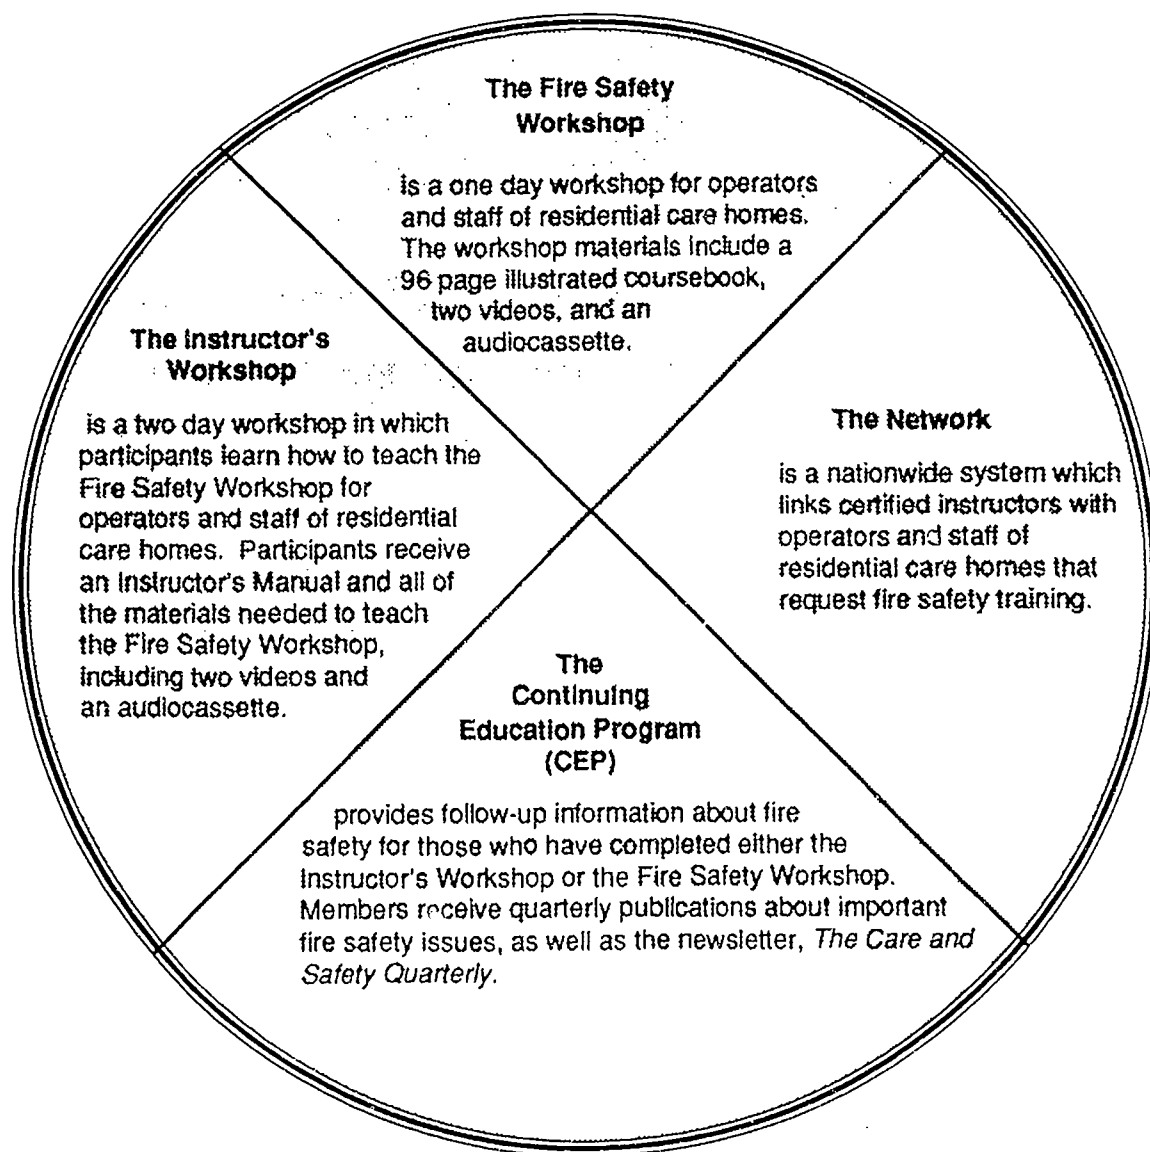 The Fire Safety
Workshop
is a one day workshop for operators
and staff of residential care homes.
The workshop materials include a
96 page illustrated coursebook,
two videos, and an
audiocassette.
The Instructor's
Workshop
is a two day workshop in which
participants learn how to teach the
Fire Safety Workshop for
operators and staff of residential
care homes. Participants receive
an Instructor's Manual and all of
the materials needed to teach
the Fire Safety Workshop,
including two videos and
an audiocassette.
The Network
is a nationwide system which
links certified instructors with
operators and staff of
residential care homes that
request fire safety training.
The
Continuing
Education Program
(CEP)
provides follow-up information about fire
safety for those who have completed either the
Instructor's Workshop or the Fire Safety Workshop.
Members receive quarterly publications about important
fire safety issues, as well as the newsletter, The Care and
Safety Quarterly.